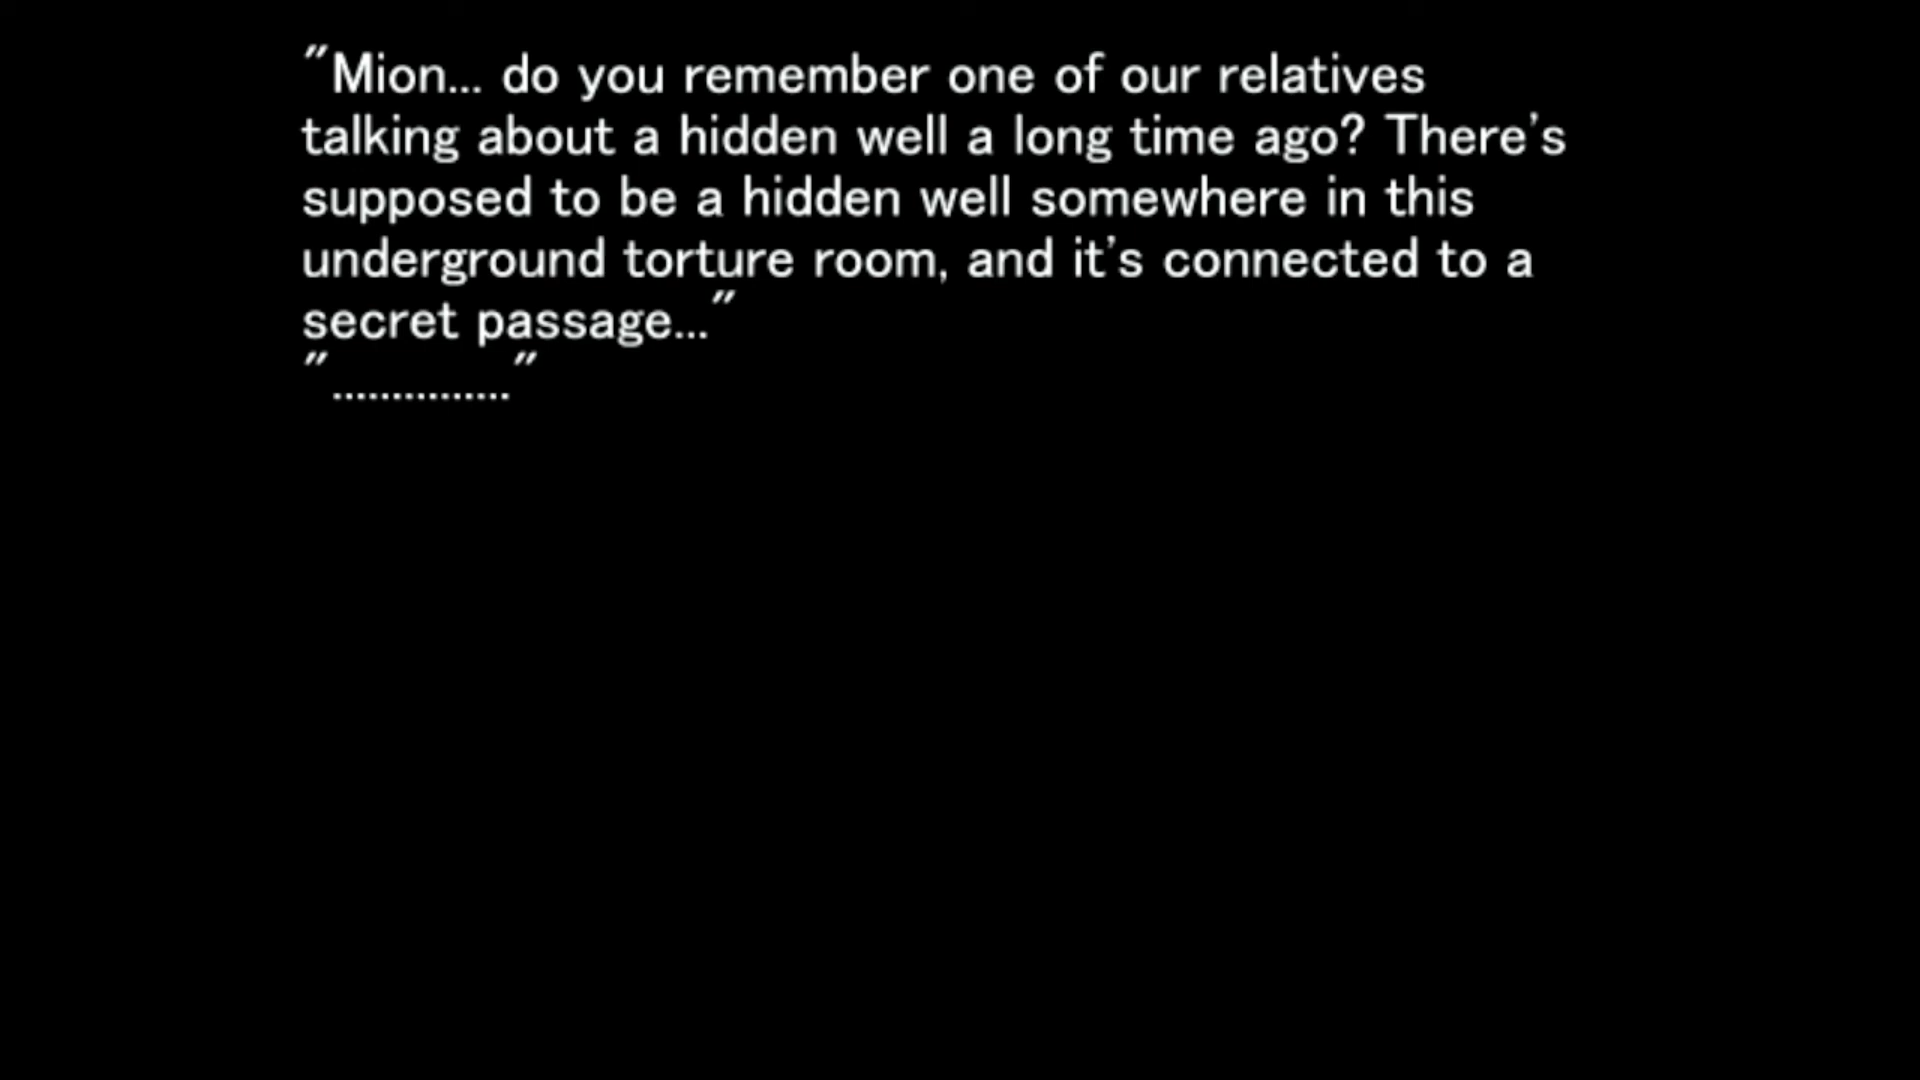 "Mion... do you remember one of our relatives
talking about a hidden well a long time ago? There's
supposed to be a hidden well somewhere in this
underground torture room, and it's connected to a
secret passage..."
"..............."